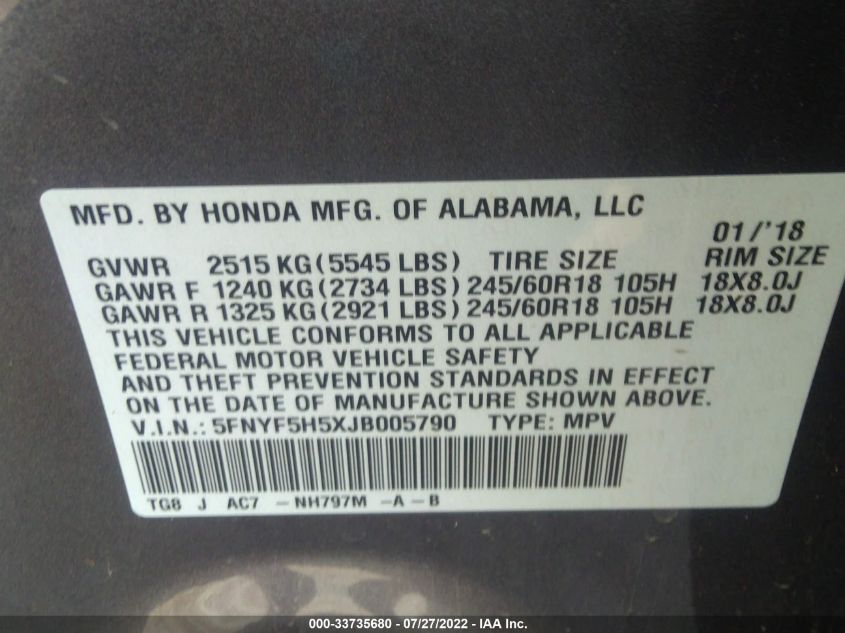 MFD. BY HONDA MFG. OF ALABAMA, LLC
01/'18
GVWR 2515 KG(5545 LBS) TIRE SIZE RIM SIZE
GAWR F 1240 KG(2734 LBS) 245/60R18 105H 18X8.0J
GAWR R 1325 KG(2921 LBS) 245/60R18 105H 18X8.0J
THIS VEHICLE CONFORMS TO ALL APPLICABLE
FEDERAL MOTOR VEHICLE SAFETY
AND THEFT PREVENTION STANDARDS IN EFFECT
ON THE DATE OF MANUFACTURE SHOWN ABOVE.
V.I.N.: 5FNYF5H5XJB005790 TYPE: MPV
TG8 J AC7 -NH797M -A-B
000-33735680 / 07/27/2022 - IAA Inc.